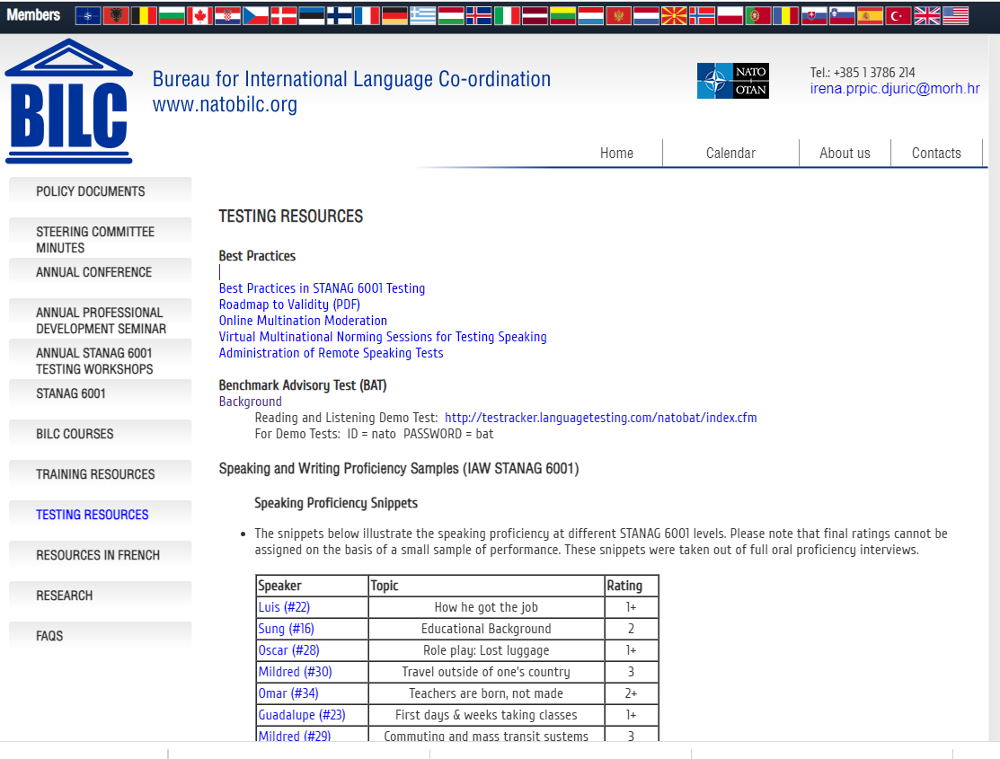 Members
BILC
Bureau for International Language Co-ordination
www.natobilc.org
NATO
OTAN
Tel.: +385 1 3786 214
irena.prpic.djuric@morh.hr
Home Calendar About us Contacts
POLICY DOCUMENTS
STEERING COMMITTEE
MINUTES
ANNUAL CONFERENCE
ANNUAL PROFESSIONAL
DEVELOPMENT SEMINAR
ANNUAL STANAG 6001
TESTING WORKSHOPS
STANAG 6001
BILC COURSES
TRAINING RESOURCES
TESTING RESOURCES
RESOURCES IN FRENCH
RESEARCH
FAQS
TESTING RESOURCES
Best Practices
Best Practices in STANAG 6001 Testing
Roadmap to Validity (PDF)
Online Multination Moderation
Virtual Multinational Norming Sessions for Testing Speaking
Administration of Remote Speaking Tests
Benchmark Advisory Test (BAT)
Background
Reading and Listening Demo Test: http://testracker.languagetesting.com/natobat/index.cfm
For Demo Tests: ID = nato PASSWORD = bat
Speaking and Writing Proficiency Samples (IAW STANAG 6001)
Speaking Proficiency Snippets
• The snippets below illustrate the speaking proficiency at different STANAG 6001 levels. Please note that final ratings cannot be
assigned on the basis of a small sample of performance. These snippets were taken out of full oral proficiency interviews.
Speaker Topic Rating
Luis (#22) How he got the job 1+
Sung (#16) Educational Background 2
Oscar (#28) Role play: Lost luggage 1+
Mildred (#30) Travel outside of one's country 3
Omar (#34) Teachers are born, not made 2+
Guadalupe (#23) First days & weeks taking classes 1+
Mildred (#29) Commuting and mass transit systems 3